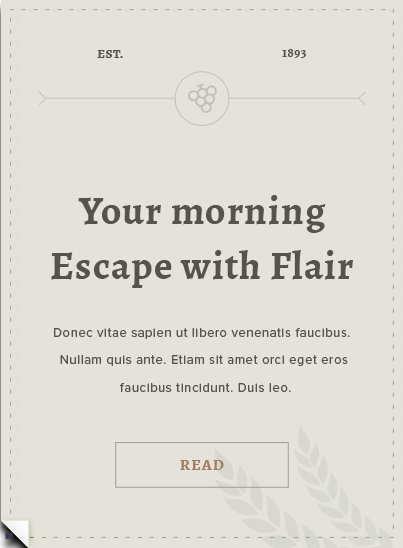 EST. 1893
Your morning
Escape with Flair
Donec vitae sapien ut libero venenatis faucibus.
Nullam quis ante. Etiam sit amet orci eget eros
faucibus tincidunt. Duis leo.
READ